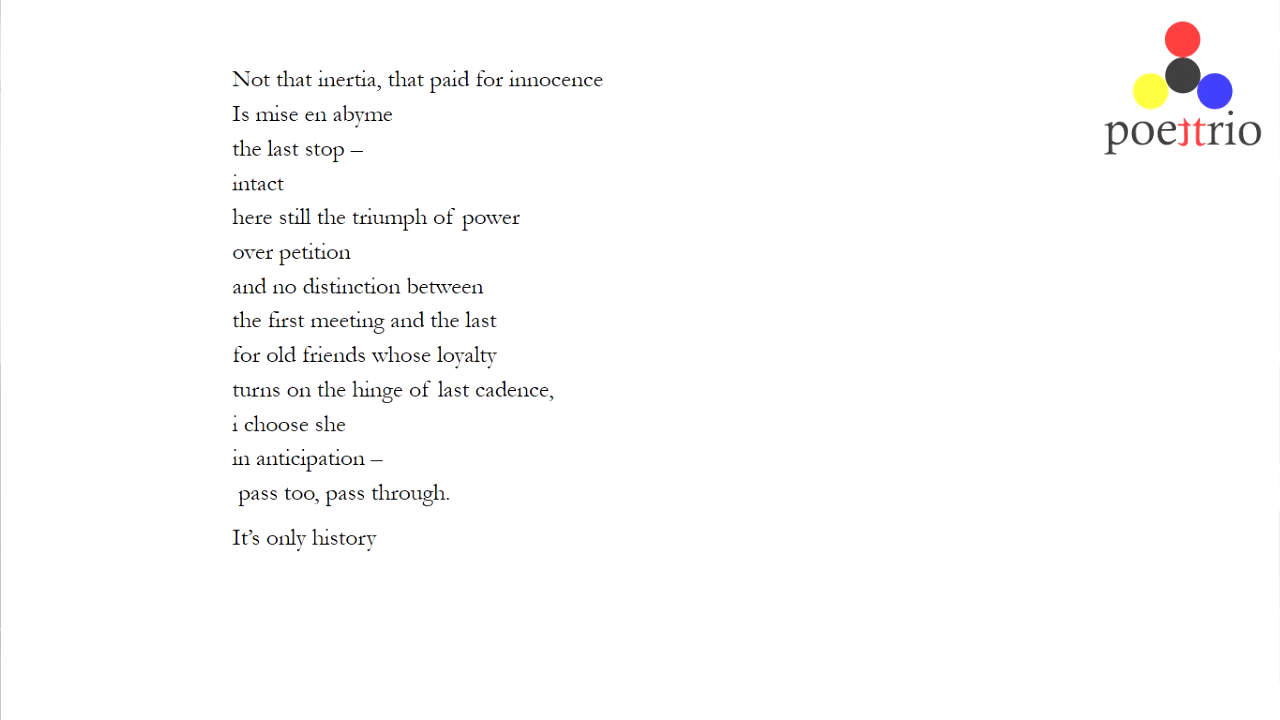 Not that inertia, that paid for innocence
Is mise en abyme
the last stop –
intact
here still the triumph of power
over petition
and no distinction between
the first meeting and the last
for old friends whose loyalty
turns on the hinge of last cadence,
i choose she
in anticipation –
pass too, pass through.
It’s only history
poettrio